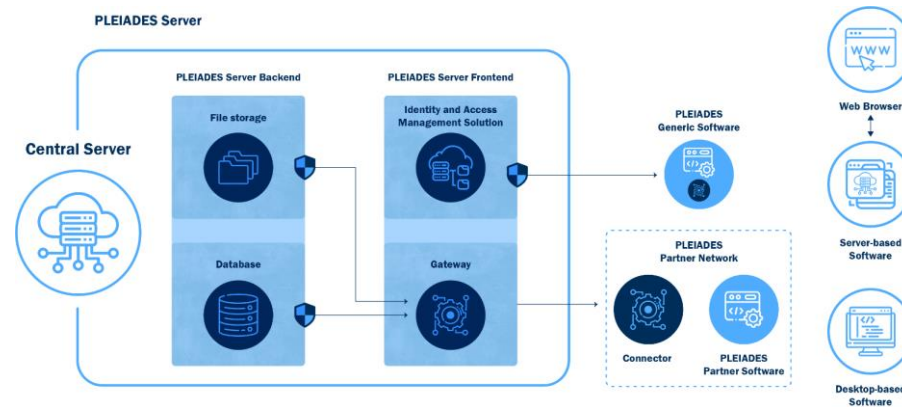 PLEIADES Server
PLEIADES Server Backend
PLEIADES Server Frontend
File storage
Identity and Access
Management Solution
Central Server
Database
Gateway
PLEIADES
Generic Software
PLEIADES
Partner Network
Connector
PLEIADES
Partner Software
WWW
Web Browser
Server-based
Software
Desktop-based
Software